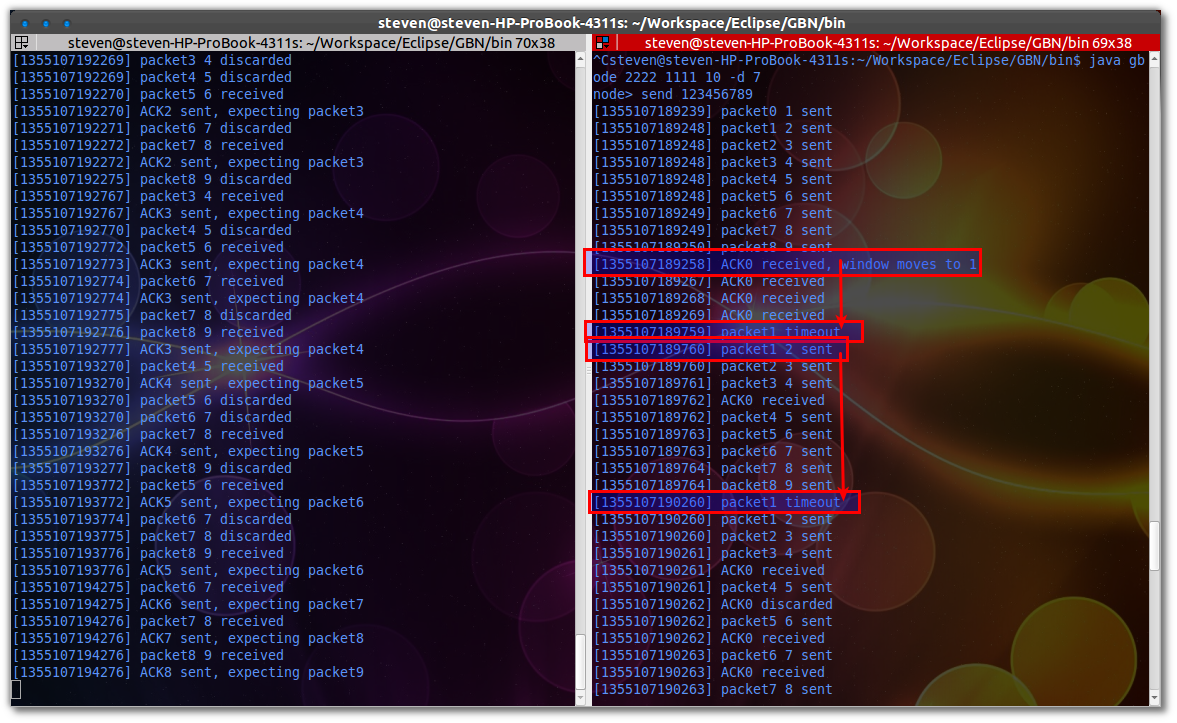 steven@steven-HP-ProBook-4311s: ~/Workspace/Eclipse/GBN/bin
steven@steven-HP-ProBook-4311s: ~/Workspace/Eclipse/GBN/bin 70x38
[1355107192269] packet3 4 discarded
[1355107192270] packet4 5 discarded
[1355107192270] packet5 6 received
[1355107192270] ACK2 sent, expecting packet3
[1355107192271] packet6 7 discarded
[1355107192272] packet7 8 received
[1355107192272] ACK2 sent, expecting packet3
[1355107192275] packet8 9 discarded
[1355107192767] packet3 4 received
[1355107192767] ACK3 sent, expecting packet4
[1355107192770] packet4 5 discarded
[1355107192772] packet5 6 received
[1355107192773] ACK3 sent, expecting packet4
[1355107192774] packet6 7 received
[1355107192774] ACK3 sent, expecting packet4
[1355107192775] packet7 8 discarded
[1355107192776] packet8 9 received
[1355107192777] ACK3 sent, expecting packet4
[1355107193270] packet4 5 received
[1355107193270] ACK4 sent, expecting packet5
[1355107193270] packet5 6 discarded
[1355107193270] packet6 7 discarded
[1355107193276] packet7 8 received
[1355107193276] ACK4 sent, expecting packet5
[1355107193277] packet8 9 discarded
[1355107193772] packet5 6 received
[1355107193772] ACK5 sent, expecting packet6
[1355107193774] packet6 7 discarded
[1355107193775] packet7 8 discarded
[1355107193776] packet8 9 received
[1355107193776] ACK5 sent, expecting packet6
[1355107194275] packet6 7 received
[1355107194275] ACK6 sent, expecting packet7
[1355107194276] packet7 8 received
[1355107194276] ACK7 sent, expecting packet8
[1355107194276] packet8 9 received
[1355107194276] ACK8 sent, expecting packet9
steven@steven-HP-ProBook-4311s: ~/Workspace/Eclipse/GBN/bin 69x38
^Csteven@steven-HP-ProBook-4311s:~/Workspace/Eclipse/GBN/bin$ java gb
ode 2222 1111 10 -d 7
node> send 123456789
[1355107189239] packet0 1 sent
[1355107189248] packet1 2 sent
[1355107189248] packet2 3 sent
[1355107189248] packet3 4 sent
[1355107189248] packet4 5 sent
[1355107189248] packet5 6 sent
[1355107189249] packet6 7 sent
[1355107189249] packet7 8 sent
[1355107189250] packet8 9 sent
[1355107189258] ACK0 received, window moves to 1
[1355107189267] ACK0 received
[1355107189268] ACK0 received
[1355107189269] ACK0 received
[1355107189759] packet1 timeout
[1355107189760] packet1 2 sent
[1355107189760] packet2 3 sent
[1355107189761] packet3 4 sent
[1355107189762] ACK0 received
[1355107189762] packet4 5 sent
[1355107189763] packet5 6 sent
[1355107189763] packet6 7 sent
[1355107189764] packet7 8 sent
[1355107189764] packet8 9 sent
[1355107190260] packet1 timeout
[1355107190260] packet1 2 sent
[1355107190260] packet2 3 sent
[1355107190261] packet3 4 sent
[1355107190261] ACK0 received
[1355107190261] packet4 5 sent
[1355107190262] ACK0 discarded
[1355107190262] packet5 6 sent
[1355107190262] ACK0 received
[1355107190263] packet6 7 sent
[1355107190263] ACK0 received
[1355107190263] packet7 8 sent